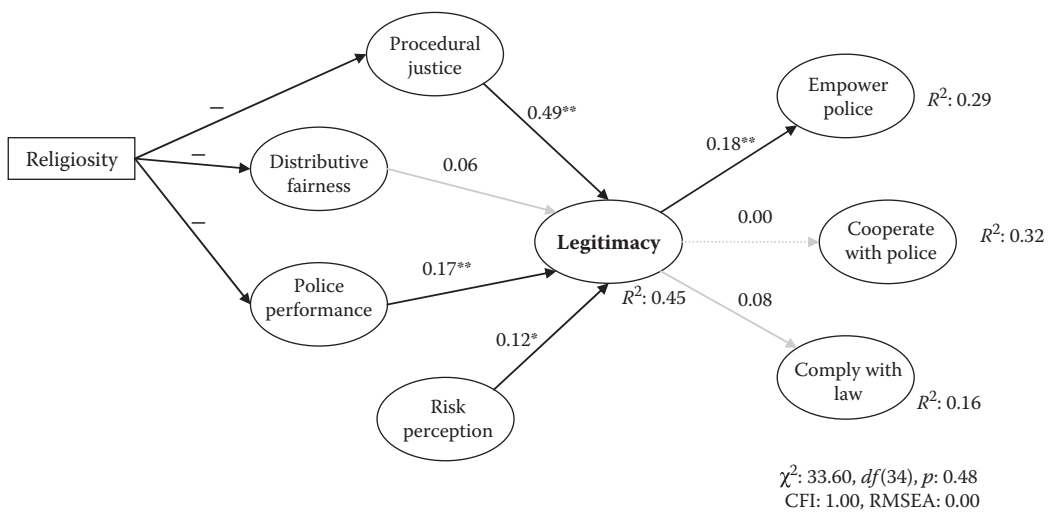 Procedural
justice
Empower
police
R²: 0.29
0.49**
–
0.18**
Religiosity
–
Distributive
fairness
0.06
0.00
Cooperate
with police
R²: 0.32
Legitimacy
–
0.17**
Police
performance
R²: 0.45
0.08
0.12*
Comply with
law
R²: 0.16
Risk
perception
χ²: 33.60, df(34), p: 0.48
CFI: 1.00, RMSEA: 0.00